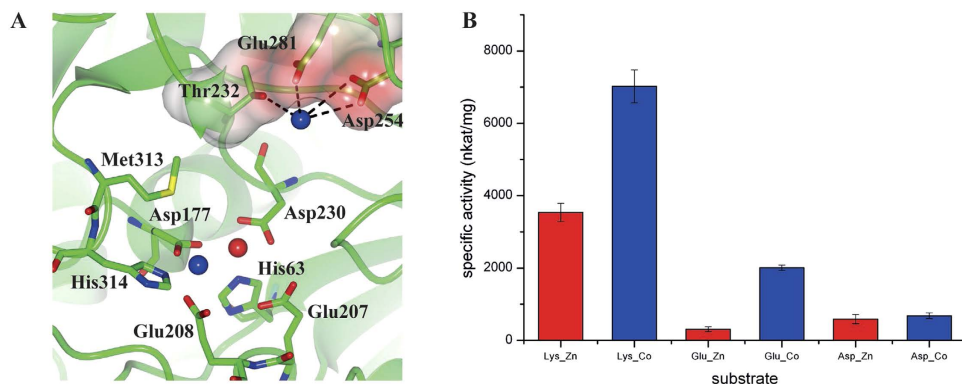 A
Glu281
Thr232
Asp254
Met313
Asp177
Asp230
His314
His63
Glu208
Glu207
B
specific activity (nkat/mg)
8000
6000
4000
2000
0
Lys_Zn Lys_Co Glu_Zn Glu_Co Asp_Zn Asp_Co
substrate